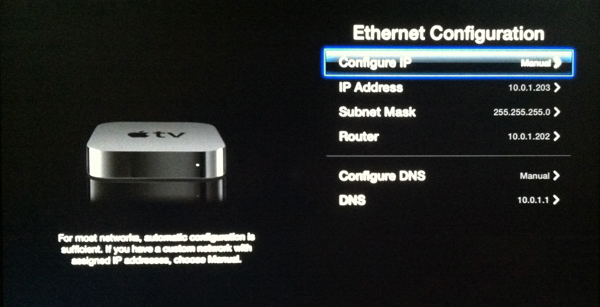 Ethernet Configuration
Configure IP Manual
IP Address 10.0.1.203
Subnet Mask 255.255.255.0
Router 10.0.1.202
Configure DNS Manual
DNS 10.0.1.1
tv
For most networks, automatic configuration is
sufficient. If you have a custom network with
assigned IP addresses, choose Manual.